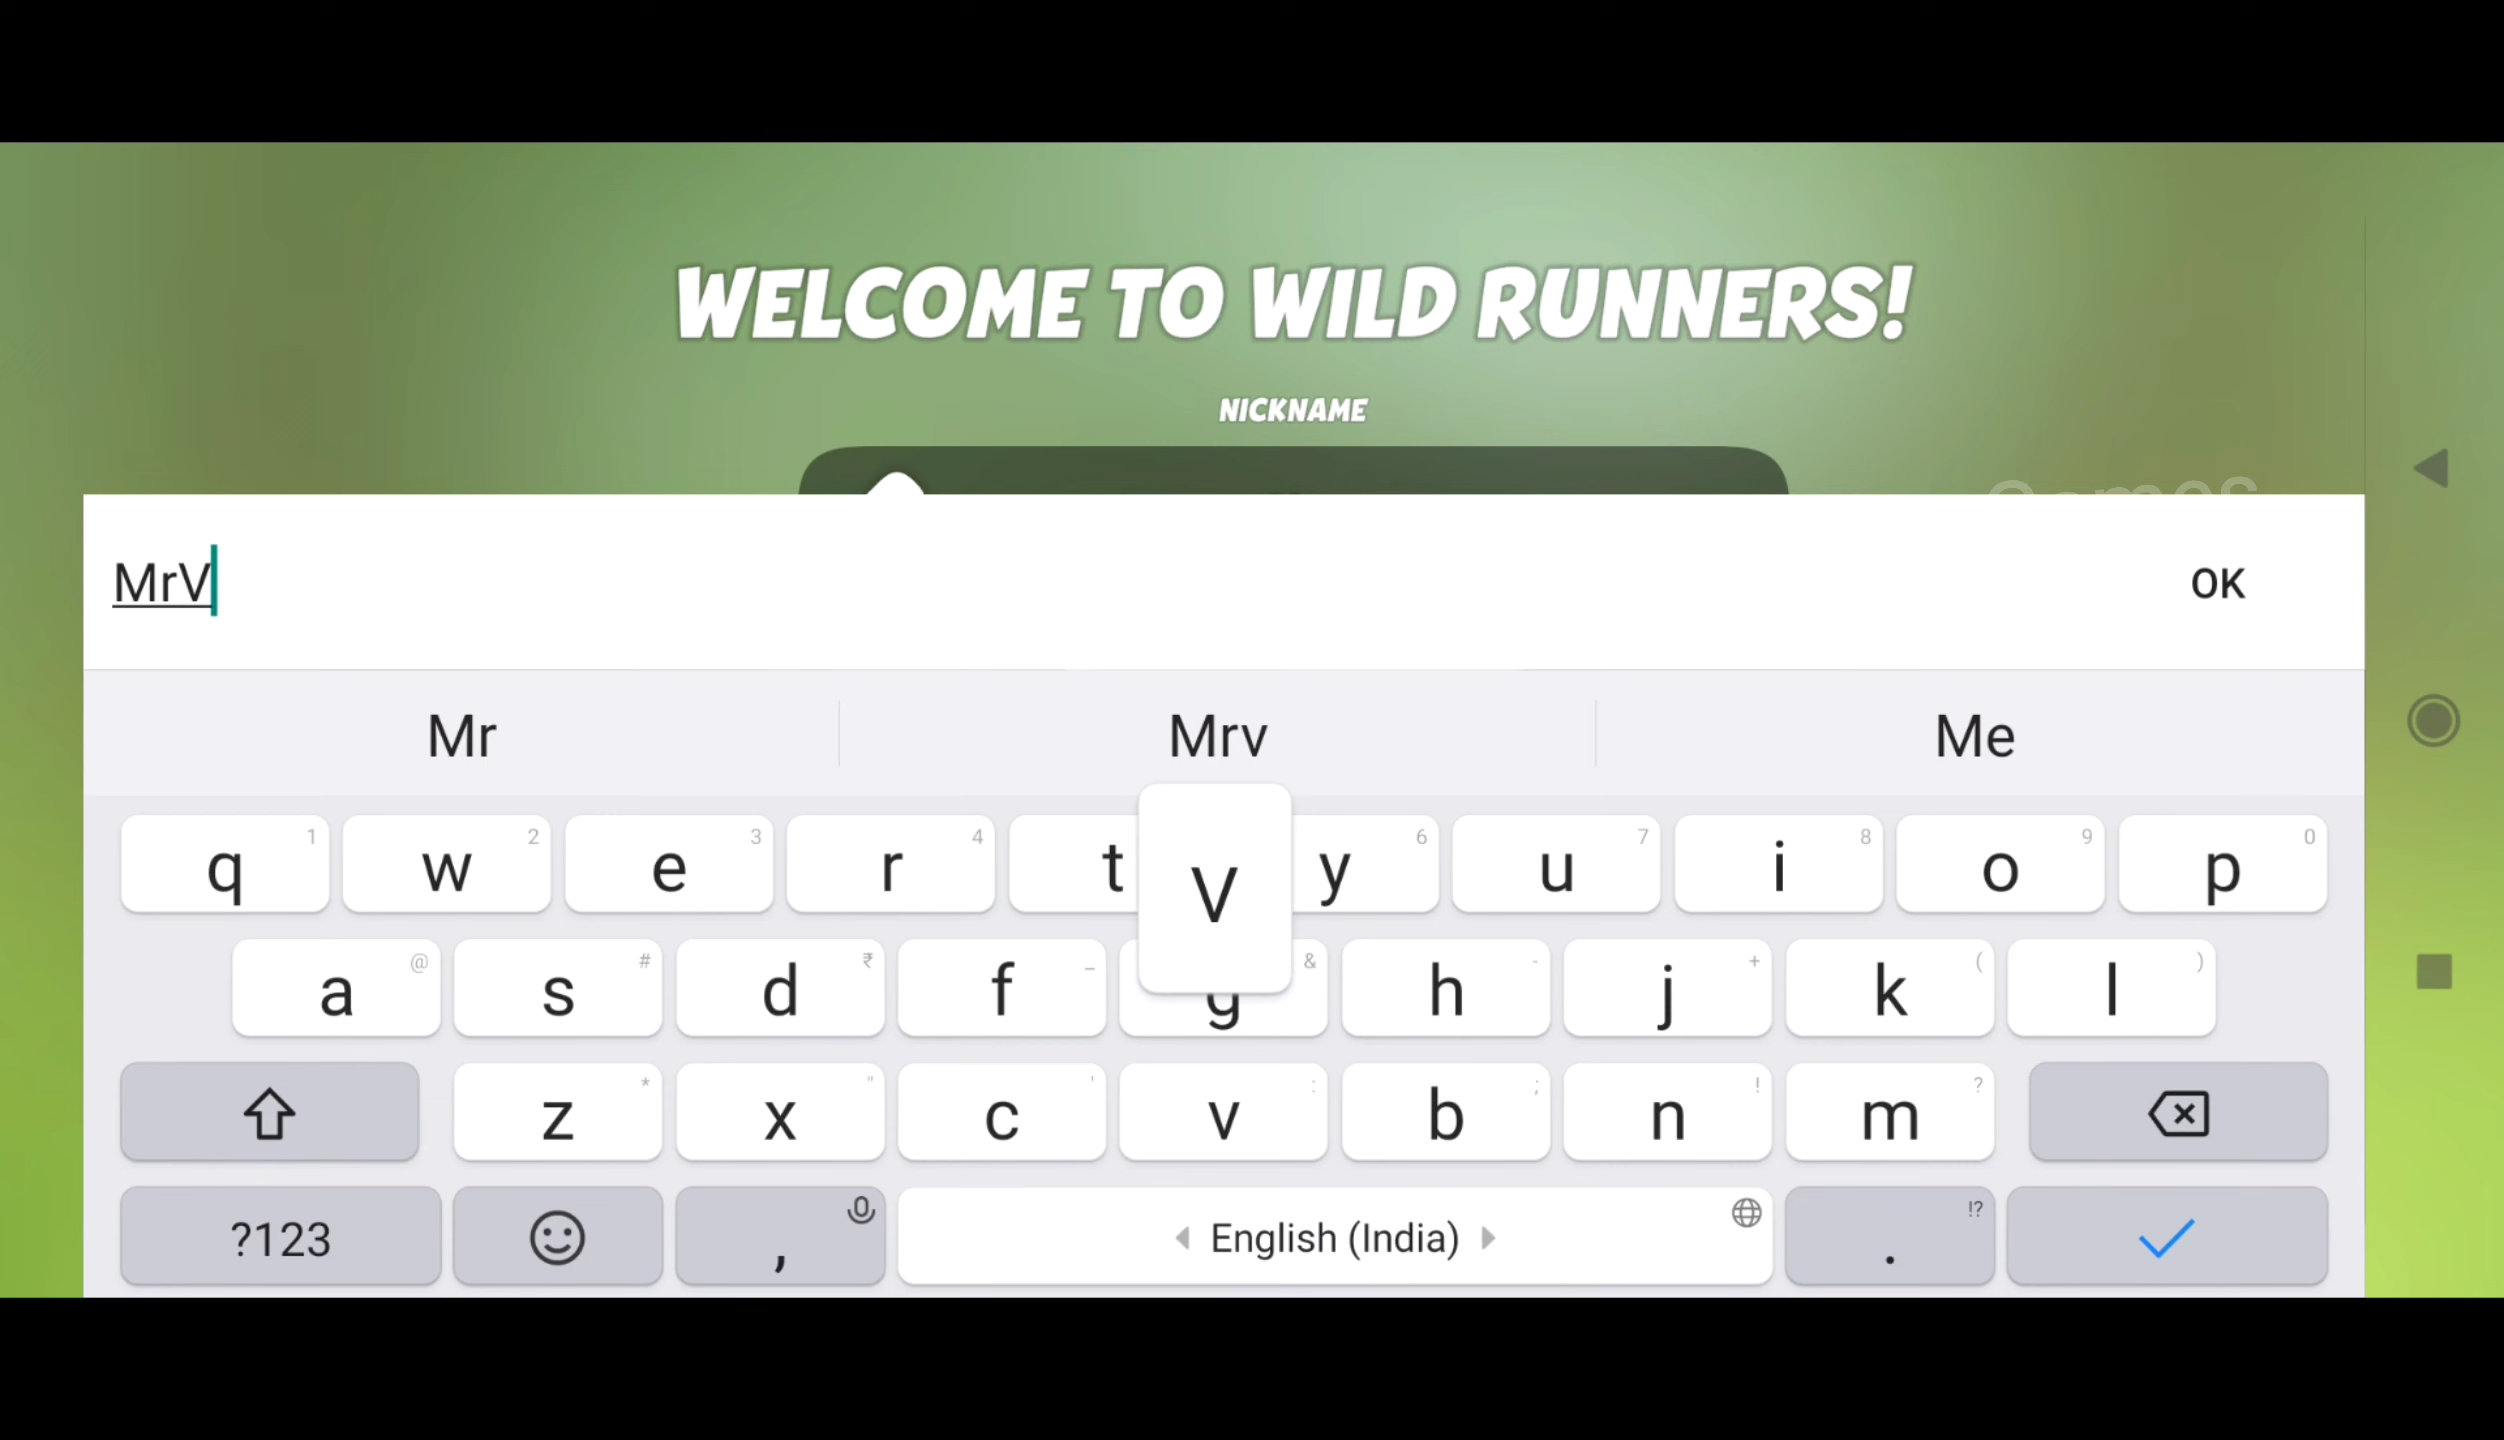 WELCOME TO WILD RUNNERS!
NICKNAME
Games
MrV
OK
Mr Mrv Me
q 1 w 2 e 3 r 4 t y 6 u 7 i 8 o 9 p 0
V
a @ s # d ₹ f _ g & h - j + k ( l )
z * x " c ' v : b ; n ! m ?
?123 , English (India) . !?